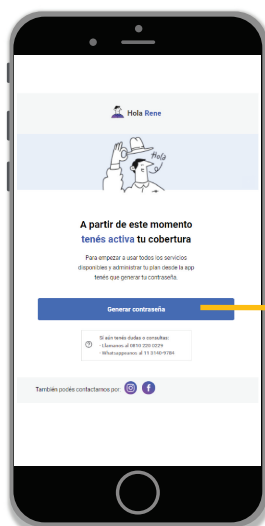 Hola Rene
Hola
A partir de este momento
tenés activa tu cobertura
Para empezar a usar todos los servicios
disponibles y administrar tu plan desde la app
tenés que generar tu contraseña.
Generar contraseña
Si aún tenés dudas o consultas:
- Llamanos al 0810 220 0229
- Whatsappeanos al 11 3140-9784
También podés contactarnos por: